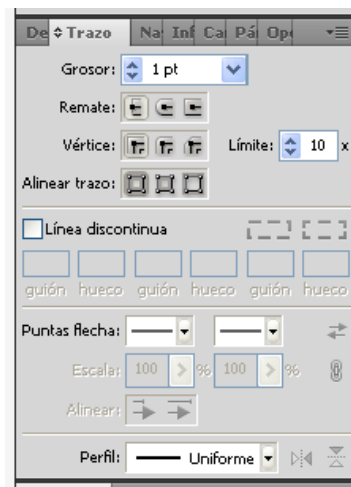 De Trazo Na Inf Ca Pá Ope
Grosor: 1 pt
Remate:
Vértice: Límite: 10 x
Alinear trazo:
Línea discontinua
guión hueco guión hueco guión hueco
Puntas flecha:
Escala: 100 % 100 %
Alinear:
Perfil: Uniforme